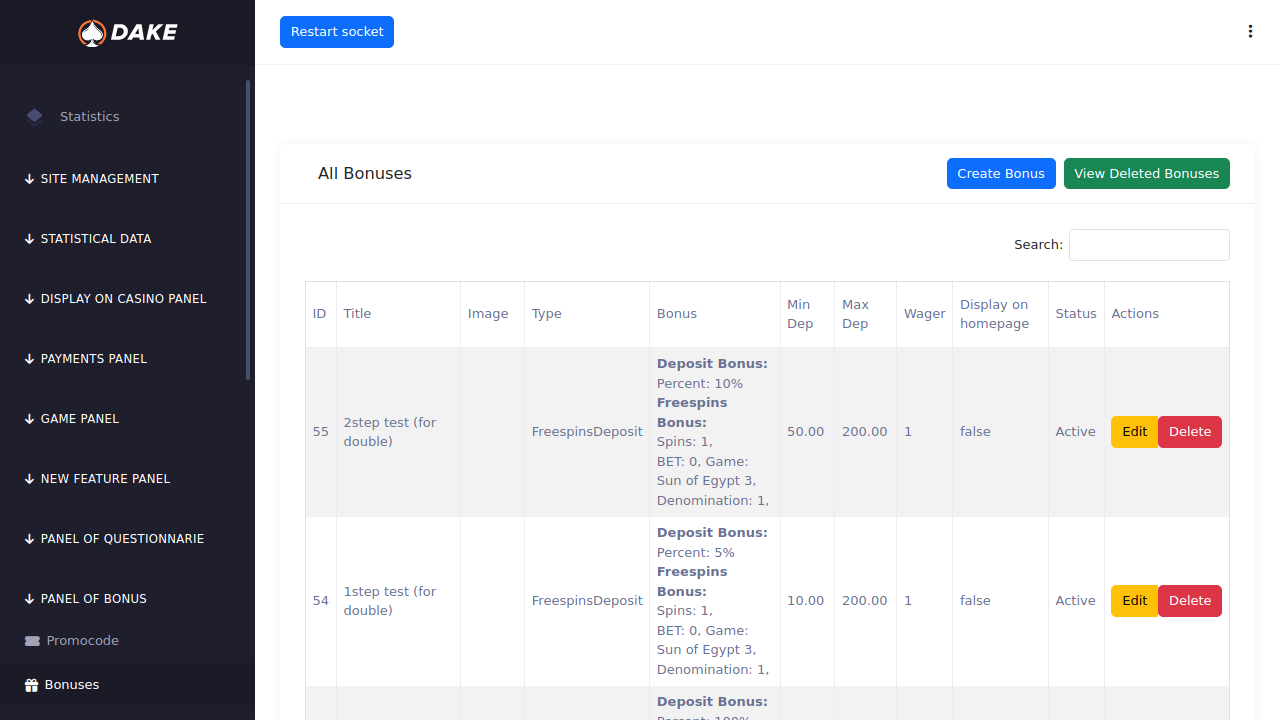 DAKE
Restart socket
Statistics
SITE MANAGEMENT
STATISTICAL DATA
DISPLAY ON CASINO PANEL
PAYMENTS PANEL
GAME PANEL
NEW FEATURE PANEL
PANEL OF QUESTIONNARIE
PANEL OF BONUS
Promocode
Bonuses
All Bonuses
Create Bonus
View Deleted Bonuses
Search:
ID
Title
Image
Type
Bonus
Min
Dep
Max
Dep
Wager
Display on
homepage
Status
Actions
55
2step test (for
double)
FreespinsDeposit
Deposit Bonus:
Percent: 10%
Freespins
Bonus:
Spins: 1,
BET: 0, Game:
Sun of Egypt 3,
Denomination: 1,
50.00
200.00
1
false
Active
Edit
Delete
54
1step test (for
double)
FreespinsDeposit
Deposit Bonus:
Percent: 5%
Freespins
Bonus:
Spins: 1,
BET: 0, Game:
Sun of Egypt 3,
Denomination: 1,
10.00
200.00
1
false
Active
Edit
Delete
Deposit Bonus:
Percent: 100%